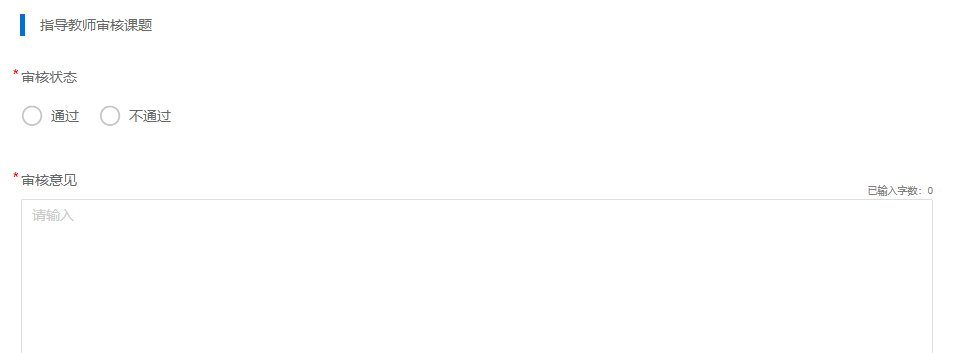 指导教师审核课题
*审核状态
通过 不通过
*审核意见
已输入字数：0
请输入